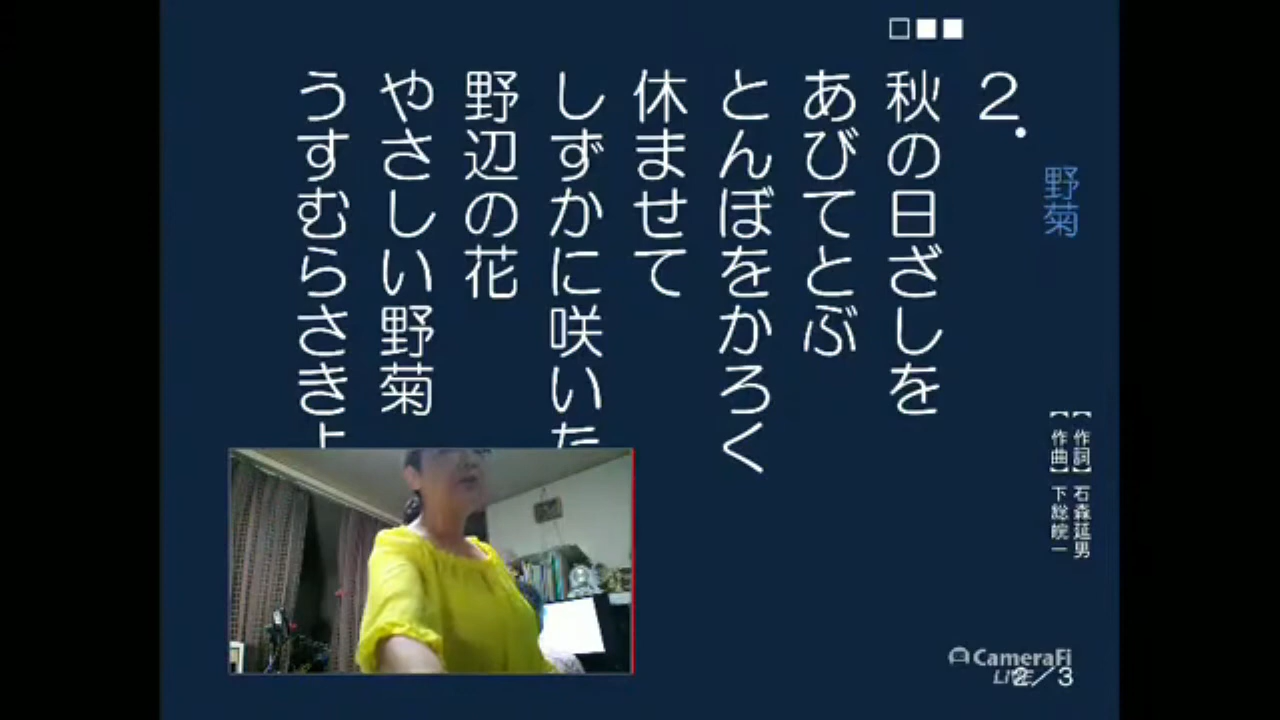 野菊
【作詞】 石森延男
【作曲】 下総皖一
□■■
2.
秋の日ざしを
あびてとぶ
とんぼをかろく
休ませて
しずかに咲いた
野辺の花
やさしい野菊
うすむらさきよ
CameraFi
LIVE
2/3